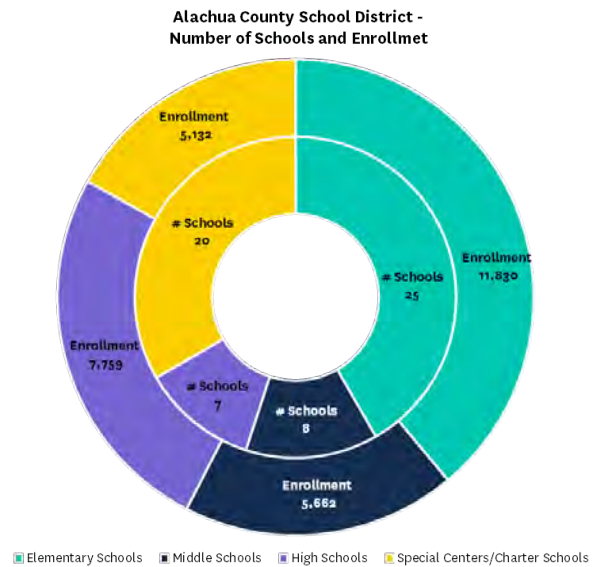 Alachua County School District -
Number of Schools and Enrollmet
Enrollment
5,132
# Schools
20
Enrollment
11,830
# Schools
25
Enrollment
7,759
# Schools
7
# Schools
8
Enrollment
5,662
Elementary Schools
Middle Schools
High Schools
Special Centers/Charter Schools